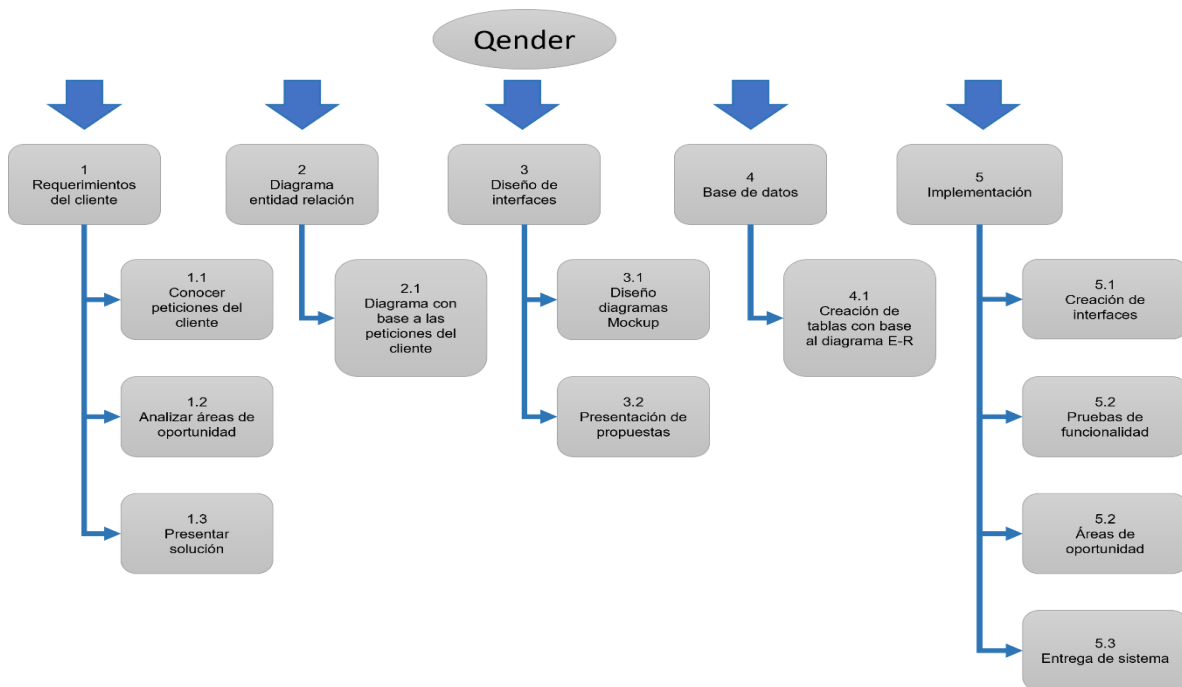 Qender
1
Requerimientos
del cliente
1.1
Conocer
peticiones del
cliente
1.2
Analizar áreas de
oportunidad
1.3
Presentar
solución
2
Diagrama
entidad relación
2.1
Diagrama con
base a las
peticiones del
cliente
3
Diseño de
interfaces
3.1
Diseño
diagramas
Mockup
3.2
Presentación de
propuestas
4
Base de datos
4.1
Creación de
tablas con base
al diagrama E-R
5
Implementación
5.1
Creación de
interfaces
5.2
Pruebas de
funcionalidad
5.2
Áreas de
oportunidad
5.3
Entrega de sistema